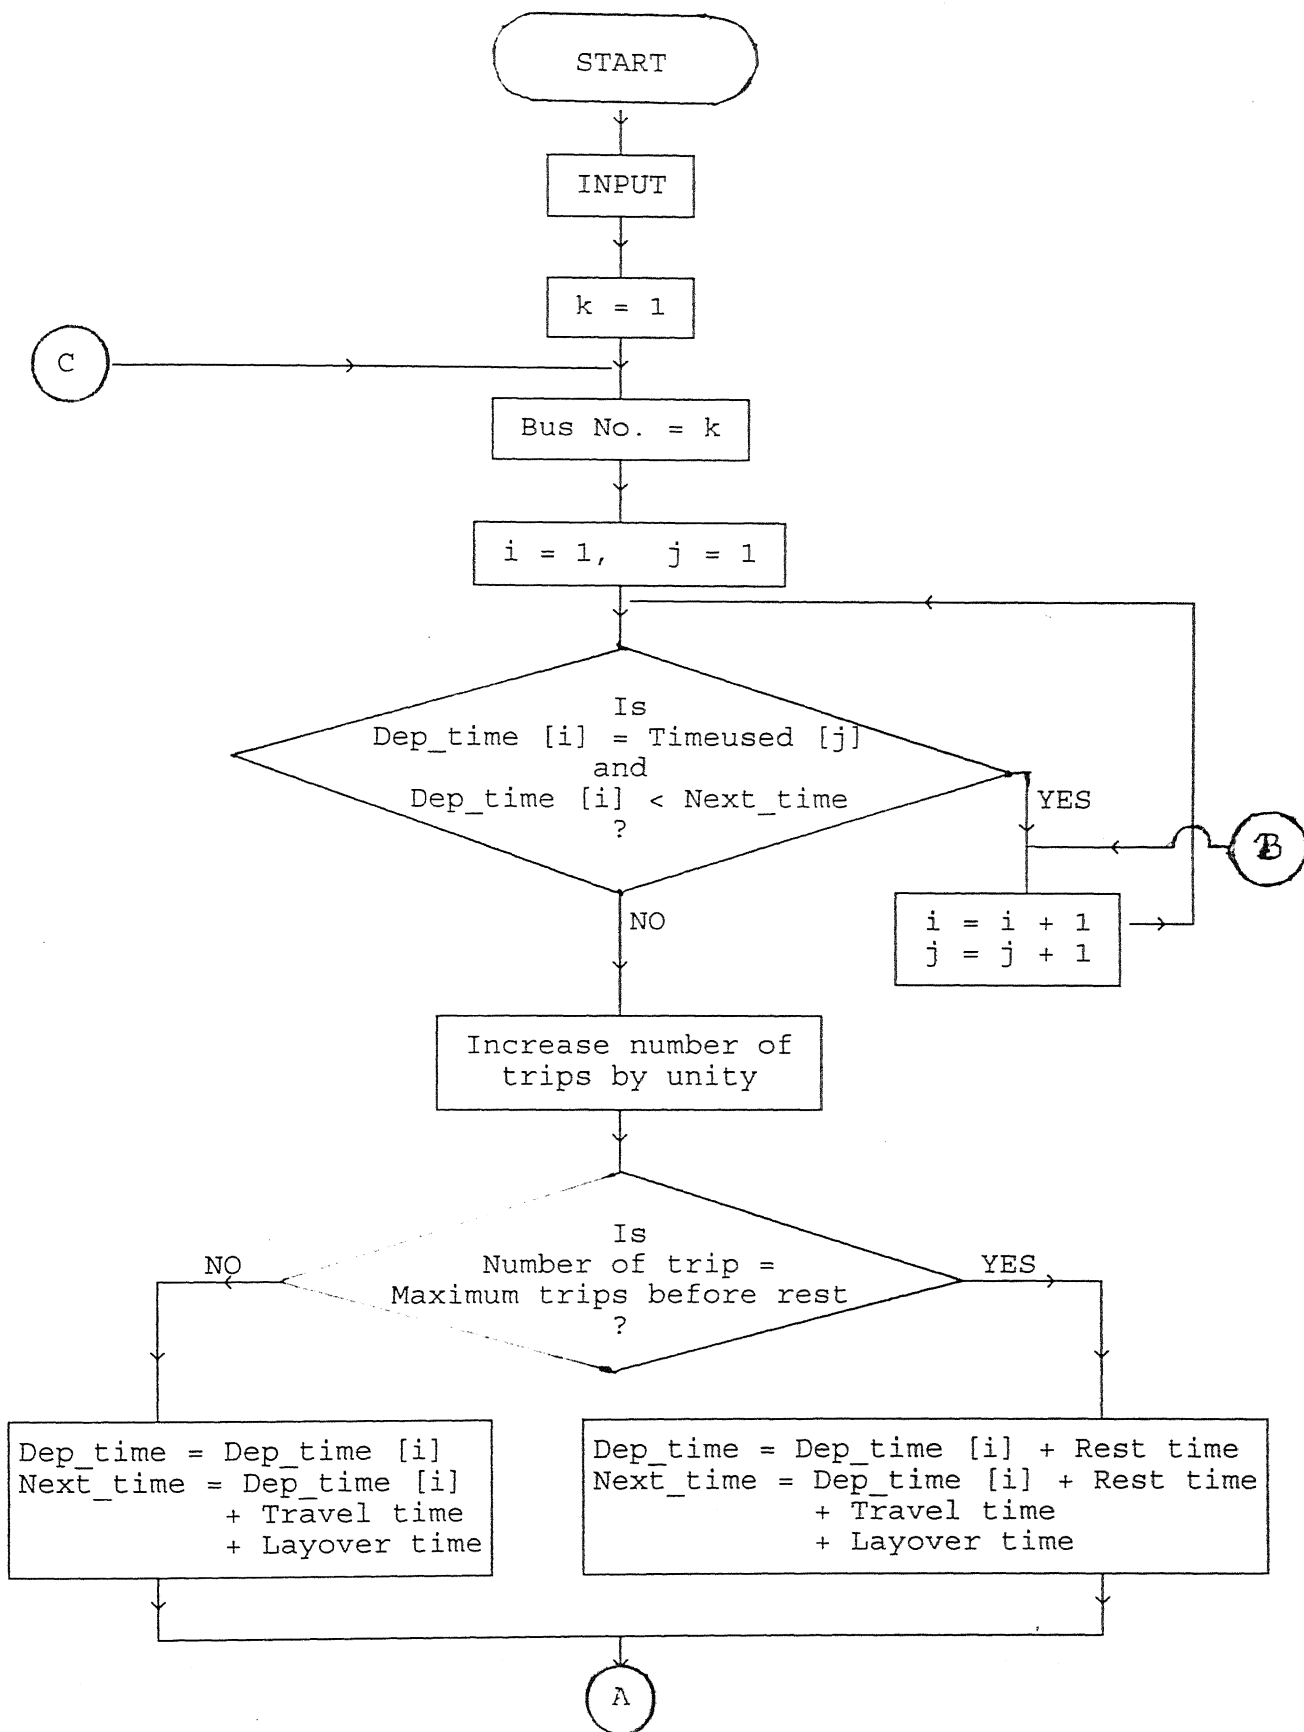 START
INPUT
k = 1
C
Bus No. = k
i = 1, j = 1
Is
Dep_time [i] = Timeused [j]
and
Dep_time [i] < Next_time
?
YES
B
NO
i = i + 1
j = j + 1
Increase number of
trips by unity
Is
Number of trip =
Maximum trips before rest
?
NO
YES
Dep_time = Dep_time [i]
Next_time = Dep_time [i]
+ Travel time
+ Layover time
Dep_time = Dep_time [i] + Rest time
Next_time = Dep_time [i] + Rest time
+ Travel time
+ Layover time
A